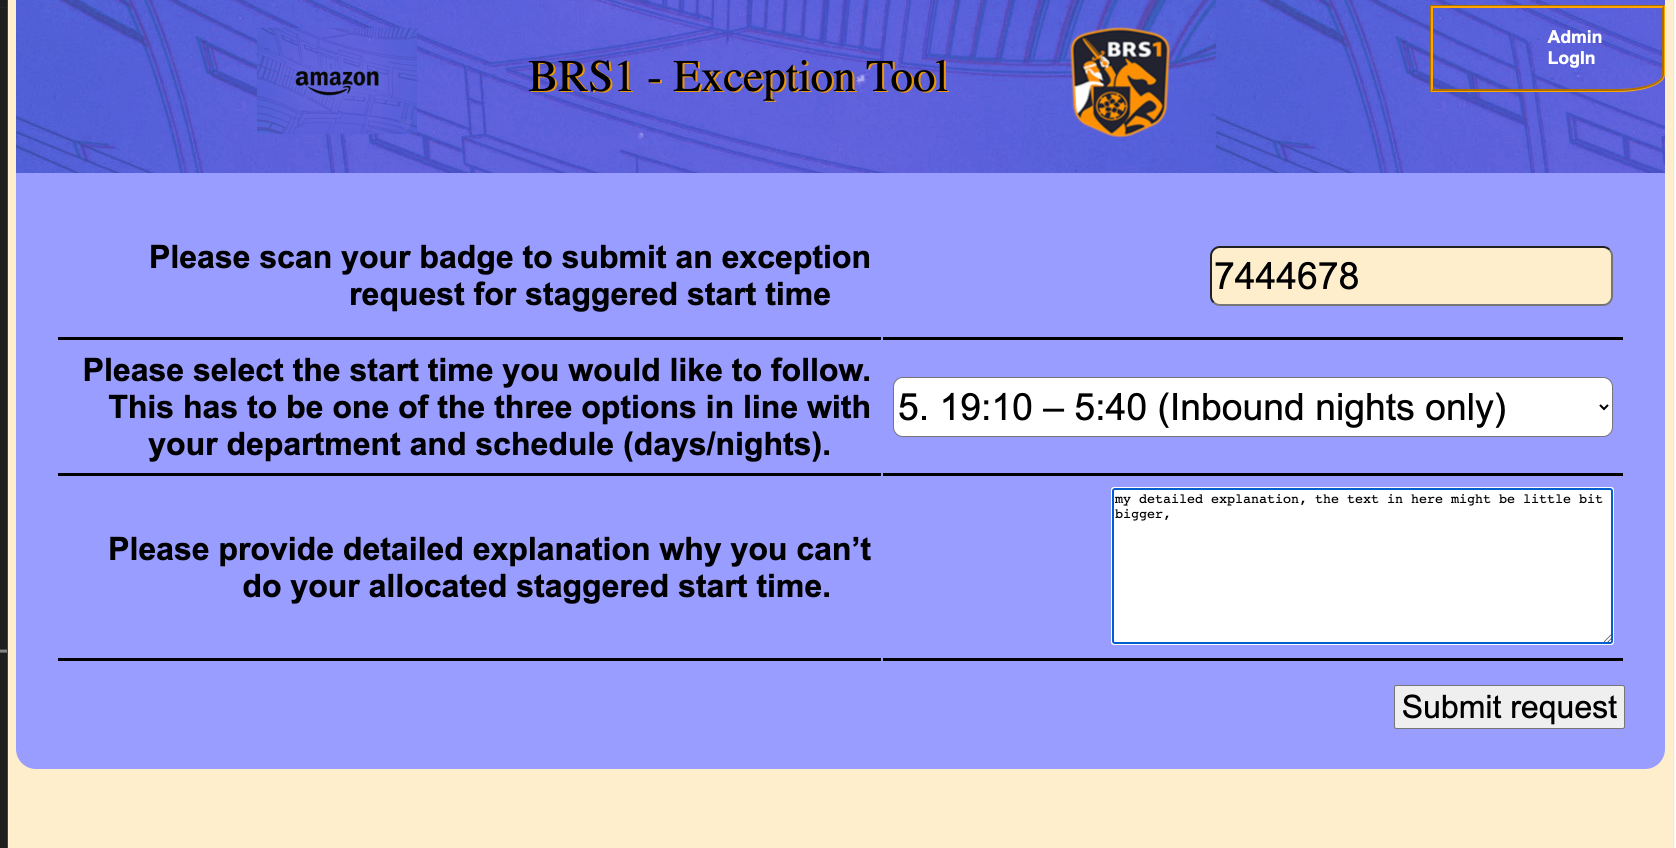 amazon
BRS1 - Exception Tool
BRS1
Admin
LogIn
Please scan your badge to submit an exception
request for staggered start time
7444678
Please select the start time you would like to follow.
This has to be one of the three options in line with
your department and schedule (days/nights).
5. 19:10 – 5:40 (Inbound nights only)
Please provide detailed explanation why you can’t
do your allocated staggered start time.
my detailed explanation, the text in here might be little bit
bigger,
Submit request